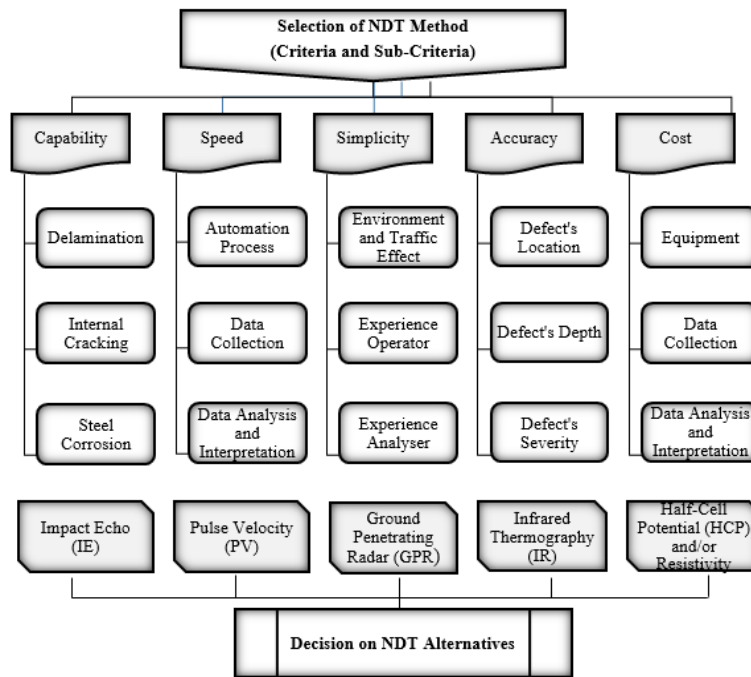 Selection of NDT Method
(Criteria and Sub-Criteria)
Capability
Speed
Simplicity
Accuracy
Cost
Delamination
Automation
Process
Environment
and Traffic
Effect
Defect's
Location
Equipment
Internal
Cracking
Data
Collection
Experience
Operator
Defect's Depth
Data
Collection
Steel
Corrosion
Data Analysis
and
Interpretation
Experience
Analyser
Defect's
Severity
Data Analysis
and
Interpretation
Impact Echo
(IE)
Pulse Velocity
(PV)
Ground
Penetrating
Radar (GPR)
Infrared
Thermography
(IR)
Half-Cell
Potential (HCP)
and/or
Resistivity
Decision on NDT Alternatives